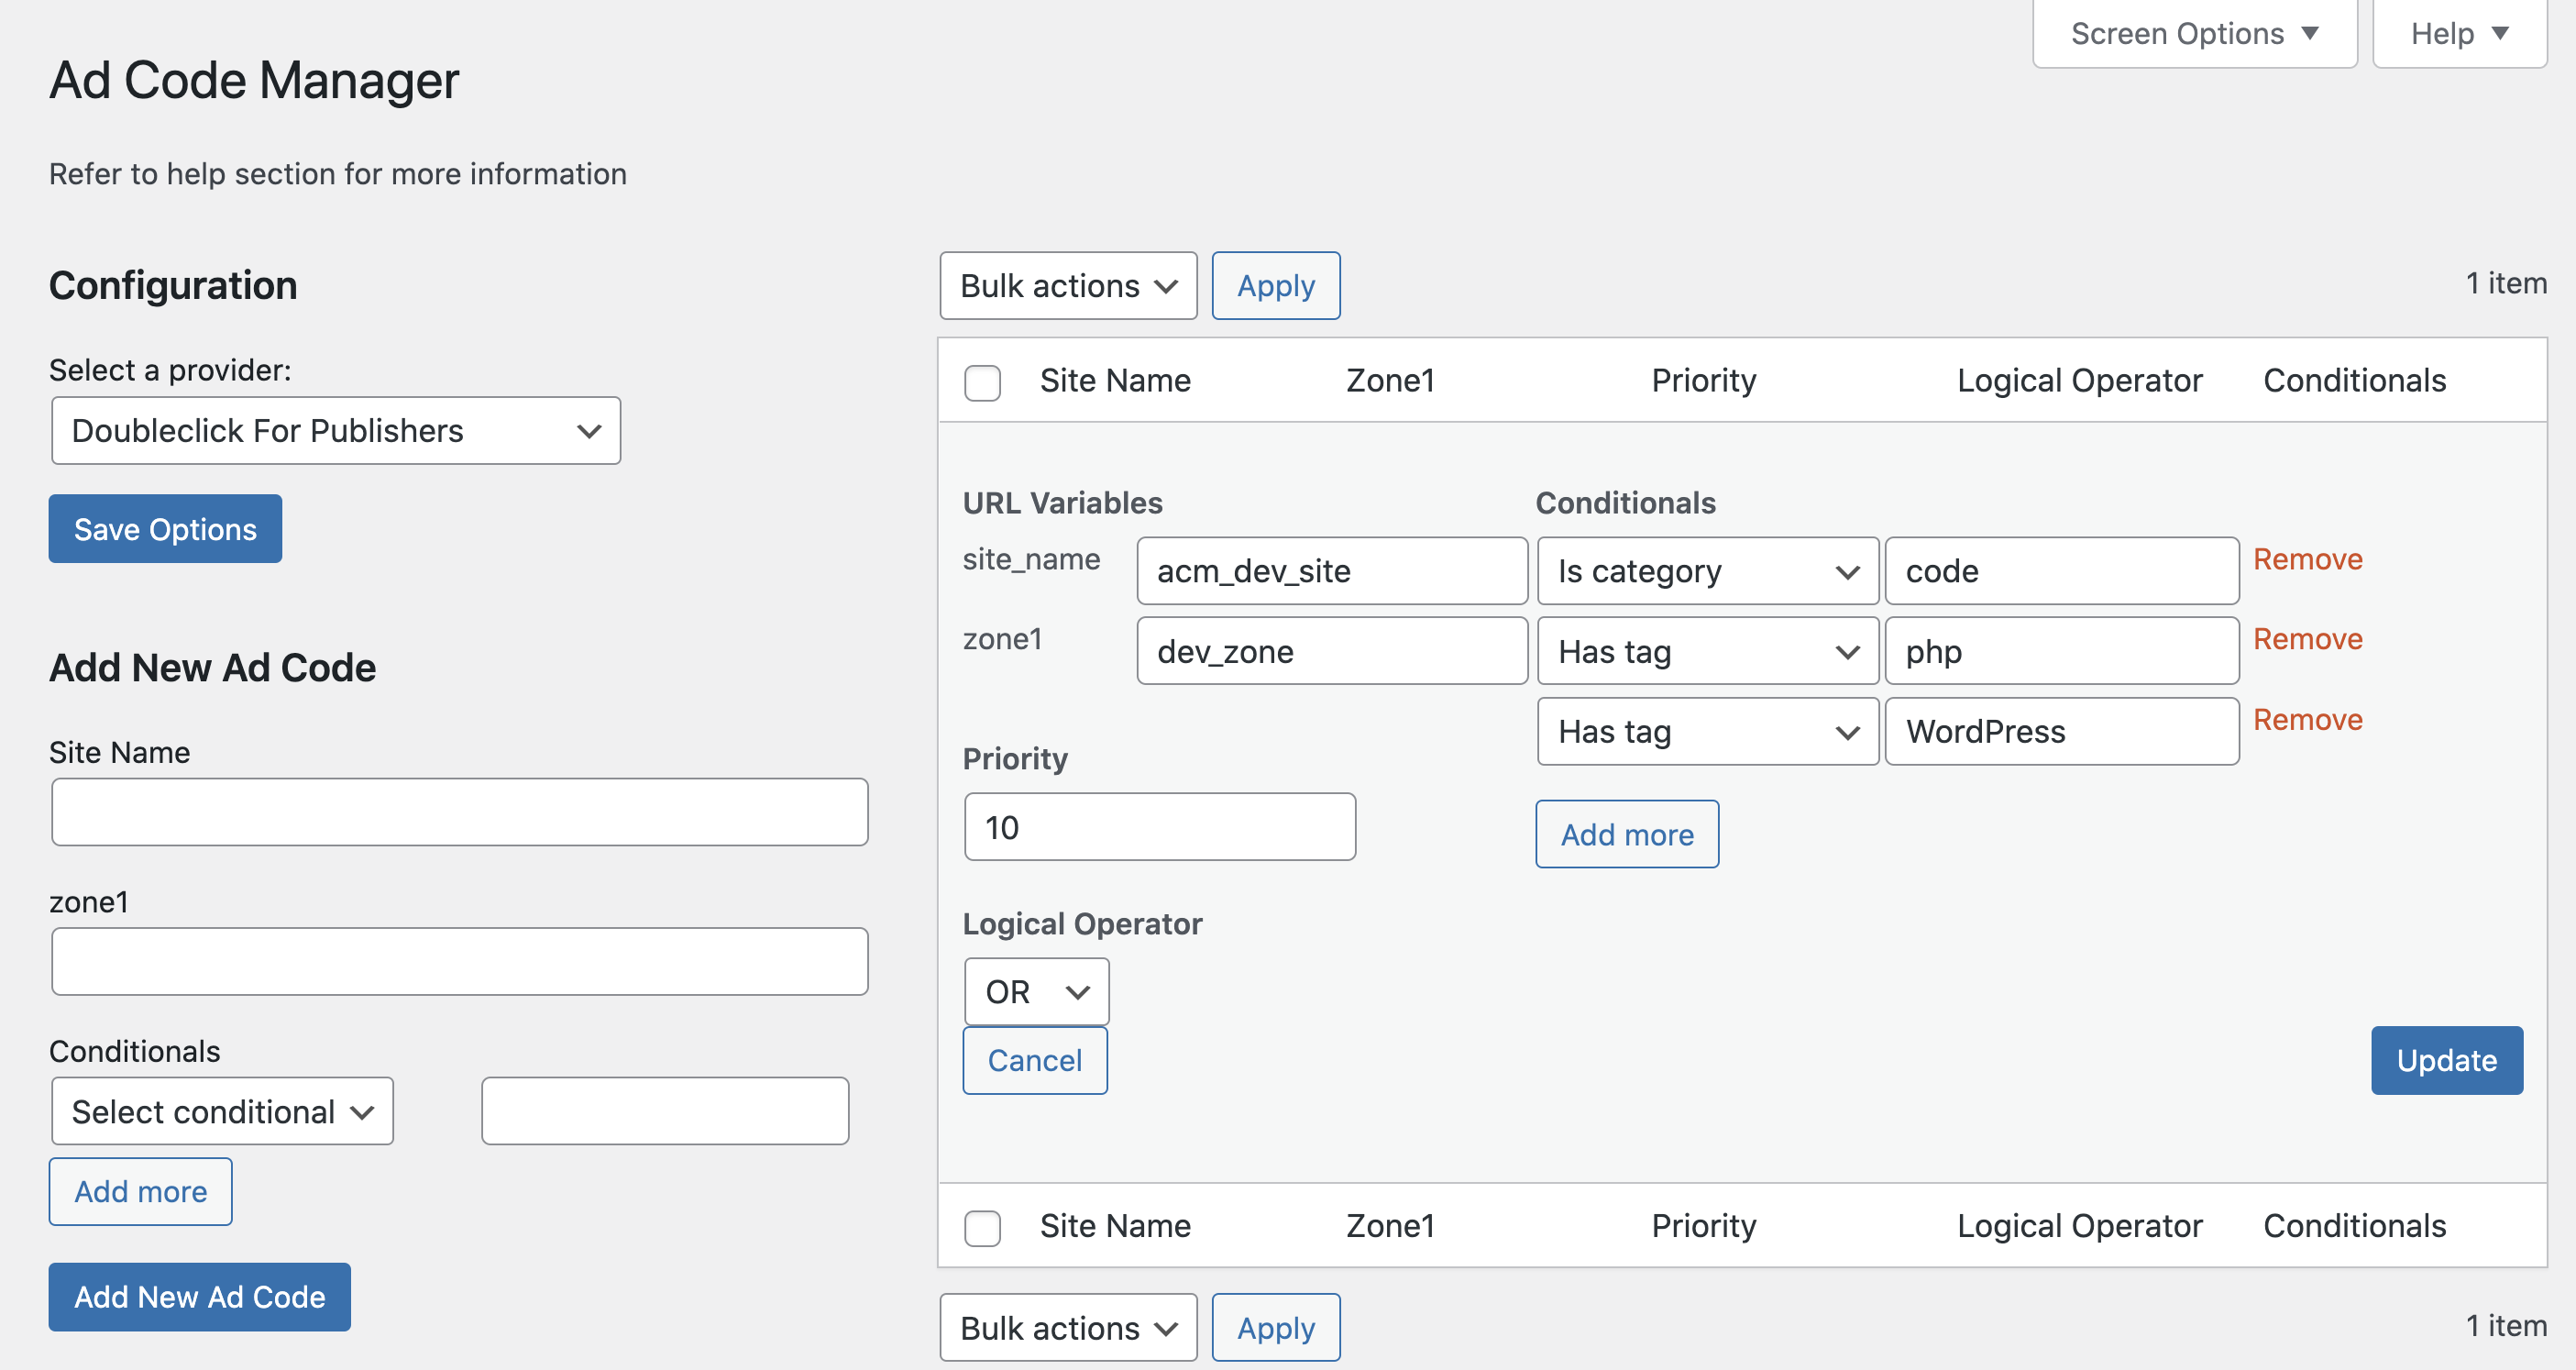 Screen Options ▼
Help ▼
Ad Code Manager
Refer to help section for more information
Configuration
Select a provider:
Doubleclick For Publishers
Save Options
Add New Ad Code
Site Name
zone1
Conditionals
Select conditional
Add more
Add New Ad Code
Bulk actions Apply 1 item
Site Name Zone1 Priority Logical Operator Conditionals
URL Variables Conditionals
site_name acm_dev_site Is category code Remove
zone1 dev_zone Has tag php Remove
Has tag WordPress Remove
Priority
10
Add more
Logical Operator
OR
Cancel Update
Site Name Zone1 Priority Logical Operator Conditionals
Bulk actions Apply 1 item